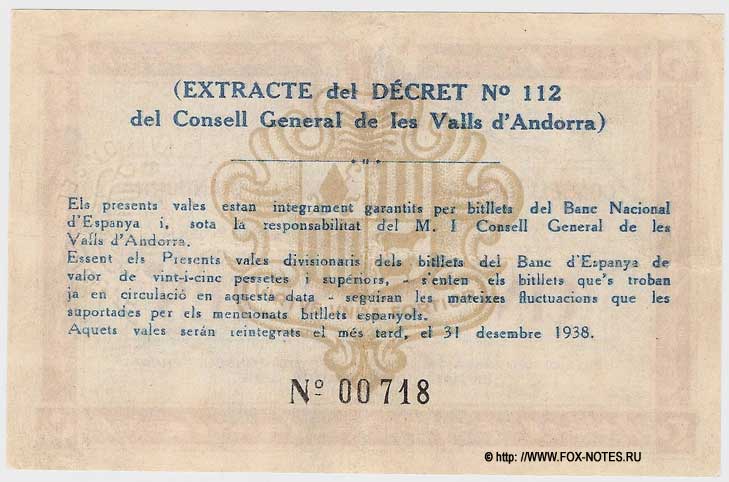 (EXTRACTE del DÉCRET Nº 112
del Consell General de les Valls d'Andorra)
Els presents vales estan integrament garantits per bitllets del Banc Nacional
d'Espanya i, sota la responsabilitat del M. I Consell General de les
Valls d'Andorra.
Essent els Presents vales divisionaris dels bitllets del Banc d'Espanya de
valor de vint-i-cinc pessetes i supériors, - s'enten els bitllets que's troban
ja en circulació en aquesta data - seguiran les mateixes fluctuacions que les
suportades per els mencionats bitllets espanyols.
Aquets vales serán reintegrats el més tard, el 31 desembre 1938.
Nº 00718
© http: //WWW.FOX-NOTES.RU